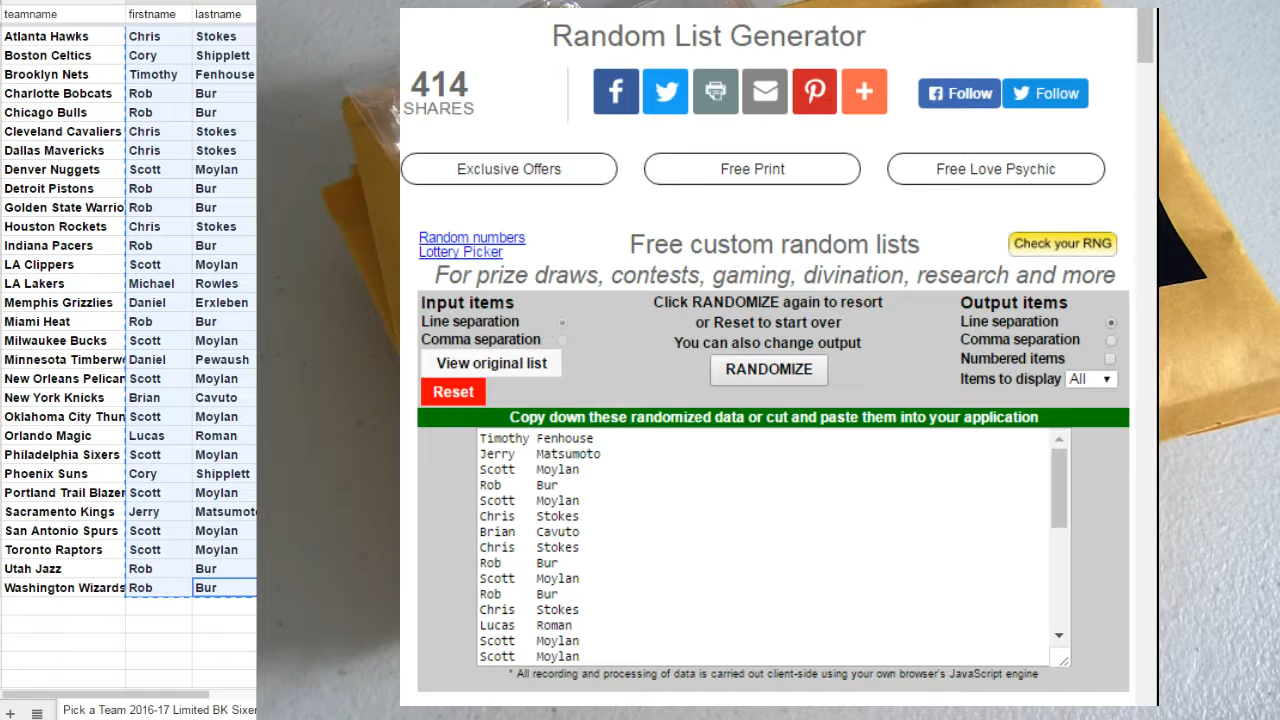 teamname firstname lastname
Atlanta Hawks Chris Stokes
Boston Celtics Cory Shipplett
Brooklyn Nets Timothy Fenhouse
Charlotte Bobcats Rob Bur
Chicago Bulls Rob Bur
Cleveland Cavaliers Chris Stokes
Dallas Mavericks Chris Stokes
Denver Nuggets Scott Moylan
Detroit Pistons Rob Bur
Golden State Warrio Rob Bur
Houston Rockets Chris Stokes
Indiana Pacers Rob Bur
LA Clippers Scott Moylan
LA Lakers Michael Rowles
Memphis Grizzlies Daniel Erxleben
Miami Heat Rob Bur
Milwaukee Bucks Scott Moylan
Minnesota Timberwo Daniel Pewaush
New Orleans Pelican Scott Moylan
New York Knicks Brian Cavuto
Oklahoma City Thun Scott Moylan
Orlando Magic Lucas Roman
Philadelphia Sixers Scott Moylan
Phoenix Suns Cory Shipplett
Portland Trail Blazer Scott Moylan
Sacramento Kings Jerry Matsumoto
San Antonio Spurs Scott Moylan
Toronto Raptors Scott Moylan
Utah Jazz Rob Bur
Washington Wizards Rob Bur
Pick a Team 2016-17 Limited BK Sixer
Random List Generator
414
SHARES
Follow Follow
Exclusive Offers Free Print Free Love Psychic
Random numbers
Lottery Picker
Free custom random lists
Check your RNG
For prize draws, contests, gaming, divination, research and more
Input items
Line separation
Comma separation
View original list
Reset
Click RANDOMIZE again to resort
or Reset to start over
You can also change output
RANDOMIZE
Output items
Line separation
Comma separation
Numbered items
Items to display All
Copy down these randomized data or cut and paste them into your application
Timothy Fenhouse
Jerry Matsumoto
Scott Moylan
Rob Bur
Scott Moylan
Chris Stokes
Brian Cavuto
Chris Stokes
Rob Bur
Scott Moylan
Rob Bur
Chris Stokes
Lucas Roman
Scott Moylan
Scott Moylan
* All recording and processing of data is carried out client-side using your own browser's JavaScript engine